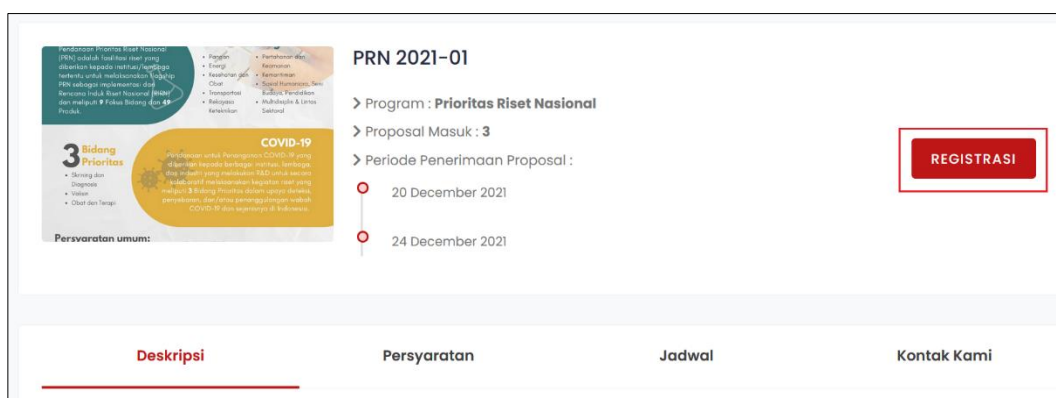 Pendanaan Prioritas Riset Nasional
(PRN) adalah fasilitas riset yang
diberikan kepada institusi/lembaga
tertentu untuk melaksanakan flagship
PRN sebagai implementasi dari
Rencana Induk Riset Nasional (RIRN)
dan meliputi 9 Fokus Bidang dan 49
Produk.
• Pangan
• Energi
• Kesehatan dan
Obat
• Transportasi
• Rekayasa
Keteknikan
• Pertahanan dan
Keamanan
• Kemaritiman
• Sosial Humaniora, Seni
Budaya, Pendidikan
• Multidisiplin & Lintas
Sektoral
3 Bidang
Prioritas
• Skrining dan
Diagnosis
• Vaksin
• Obat dan Terapi
COVID-19
Pendanaan untuk Penanganan COVID-19 yang
diberikan kepada berbagai institusi, lembaga,
dan industri yang melakukan R&D untuk secara
kolaboratif melaksanakan kegiatan riset yang
meliputi 3 Bidang Prioritas dalam upaya deteksi,
penyebaran, dan/atau penanggulangan wabah
COVID-19 dan sejenisnya di Indonesia.
Persyaratan umum:
PRN 2021-01
Program : Prioritas Riset Nasional
Proposal Masuk : 3
Periode Penerimaan Proposal :
20 December 2021
24 December 2021
REGISTRASI
Deskripsi
Persyaratan
Jadwal
Kontak Kami